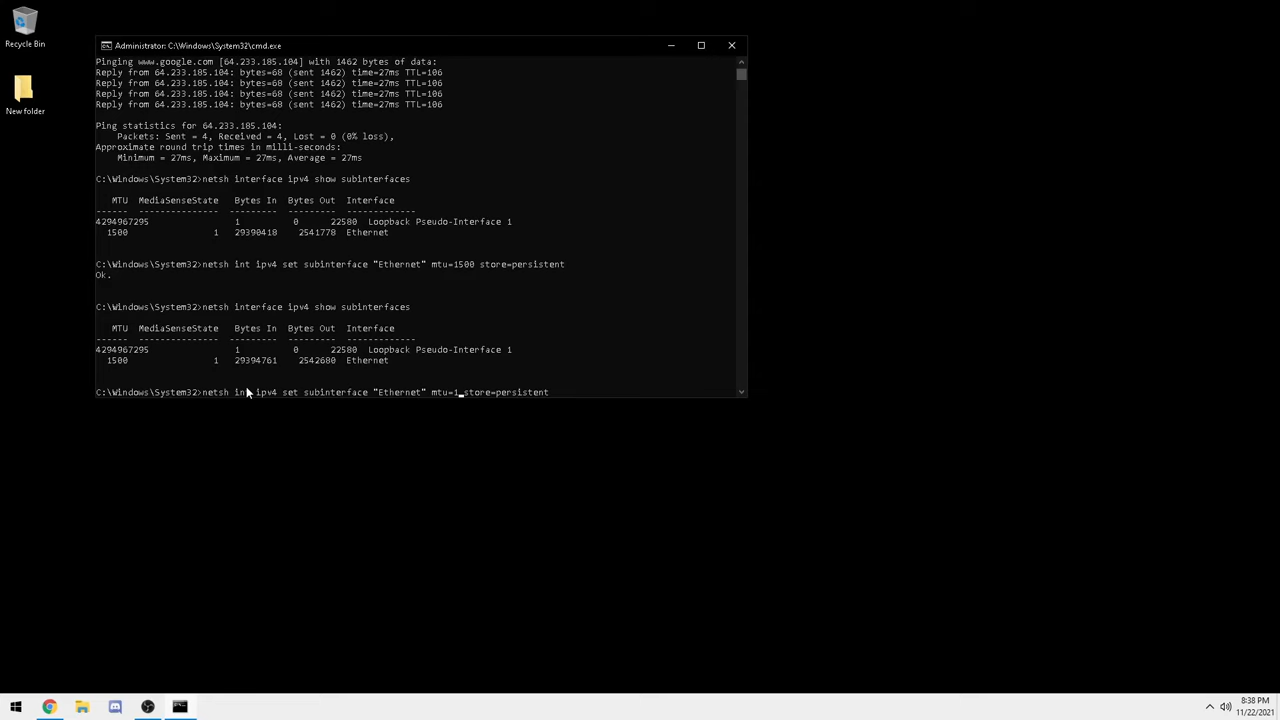 Recycle Bin
New folder
Administrator: C:\Windows\System32\cmd.exe
Pinging www.google.com [64.233.185.104] with 1462 bytes of data:
Reply from 64.233.185.104: bytes=68 (sent 1462) time=27ms TTL=106
Reply from 64.233.185.104: bytes=68 (sent 1462) time=27ms TTL=106
Reply from 64.233.185.104: bytes=68 (sent 1462) time=27ms TTL=106
Reply from 64.233.185.104: bytes=68 (sent 1462) time=27ms TTL=106
Ping statistics for 64.233.185.104:
Packets: Sent = 4, Received = 4, Lost = 0 (0% loss),
Approximate round trip times in milli-seconds:
Minimum = 27ms, Maximum = 27ms, Average = 27ms
C:\Windows\System32>netsh interface ipv4 show subinterfaces
MTU MediaSenseState Bytes In Bytes Out Interface
------ --------------- --------- --------- -------------
4294967295 1 0 22580 Loopback Pseudo-Interface 1
1500 1 29390418 2541778 Ethernet
C:\Windows\System32>netsh int ipv4 set subinterface "Ethernet" mtu=1500 store=persistent
Ok.
C:\Windows\System32>netsh interface ipv4 show subinterfaces
MTU MediaSenseState Bytes In Bytes Out Interface
------ --------------- --------- --------- -------------
4294967295 1 0 22580 Loopback Pseudo-Interface 1
1500 1 29394761 2542680 Ethernet
C:\Windows\System32>netsh int ipv4 set subinterface "Ethernet" mtu=1 store=persistent
8:38 PM
11/22/2021